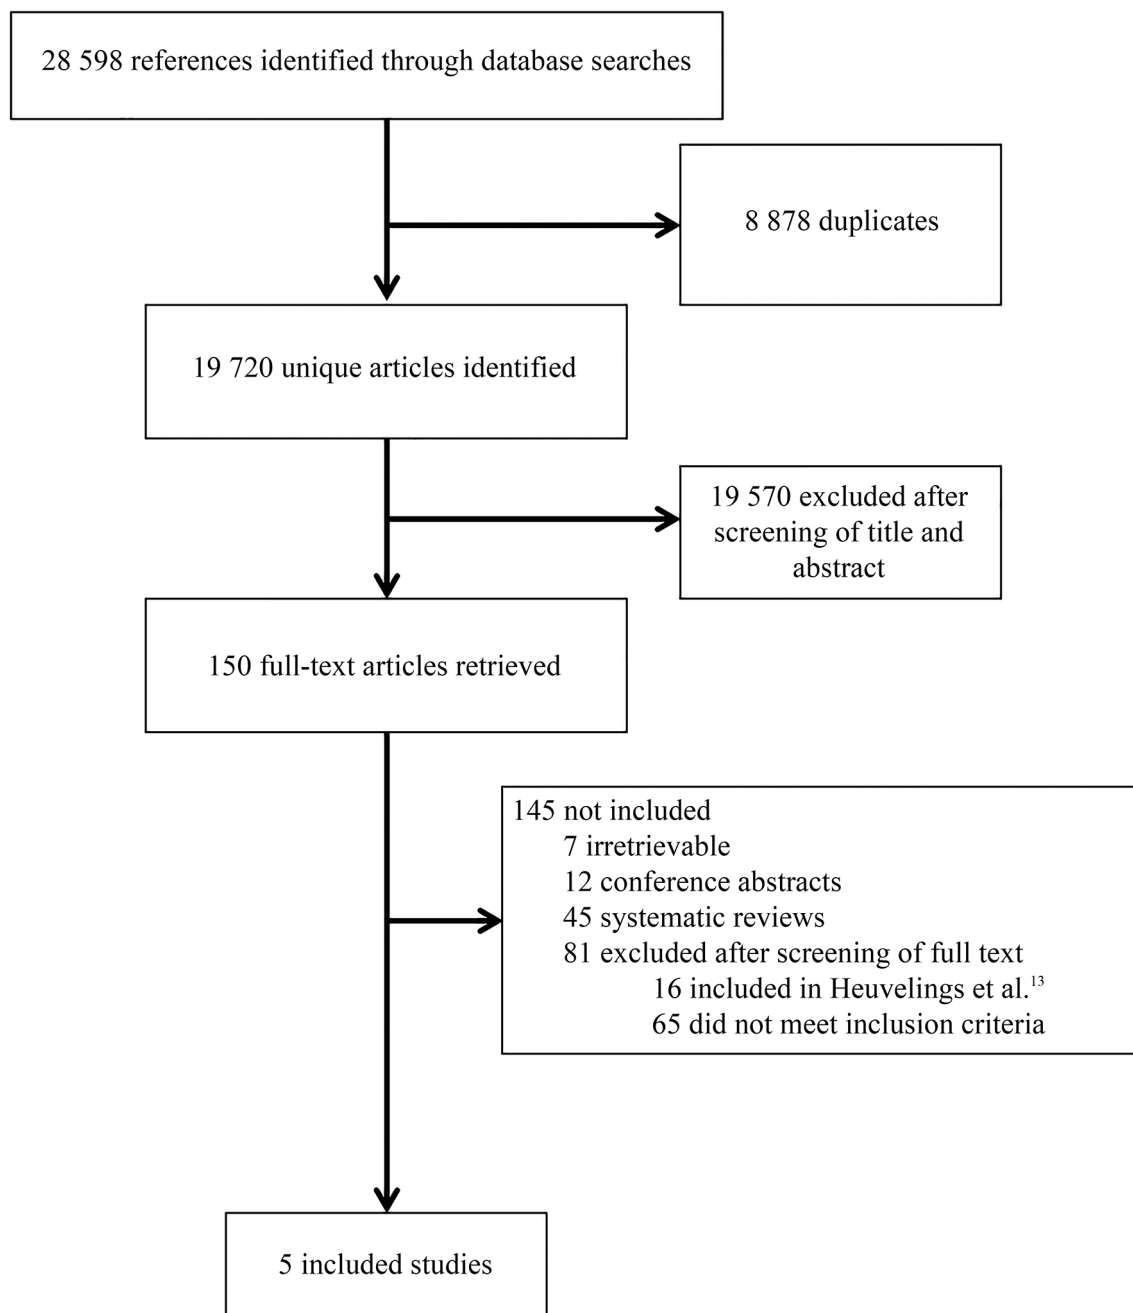 28 598 references identified through database searches
8 878 duplicates
19 720 unique articles identified
19 570 excluded after
screening of title and
abstract
150 full-text articles retrieved
145 not included
7 irretrievable
12 conference abstracts
45 systematic reviews
81 excluded after screening of full text
16 included in Heuvelings et al.¹³
65 did not meet inclusion criteria
5 included studies